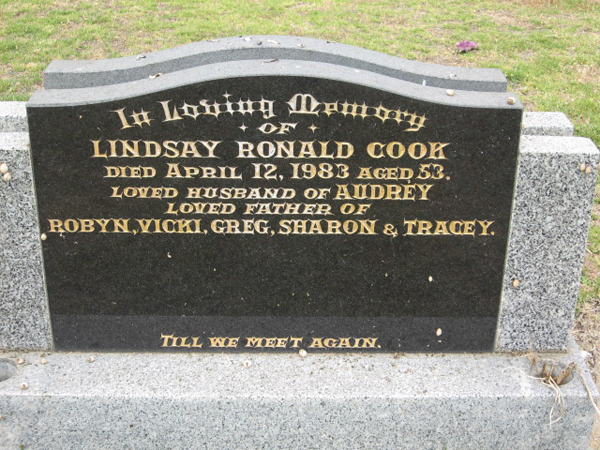 In Loving Memory
OF
LINDSAY RONALD COOK
DIED APRIL 12, 1983 AGED 53.
LOVED HUSBAND OF AUDREY
LOVED FATHER OF
ROBYN, VICKI, GREG, SHARON & TRACEY.
TILL WE MEET AGAIN.